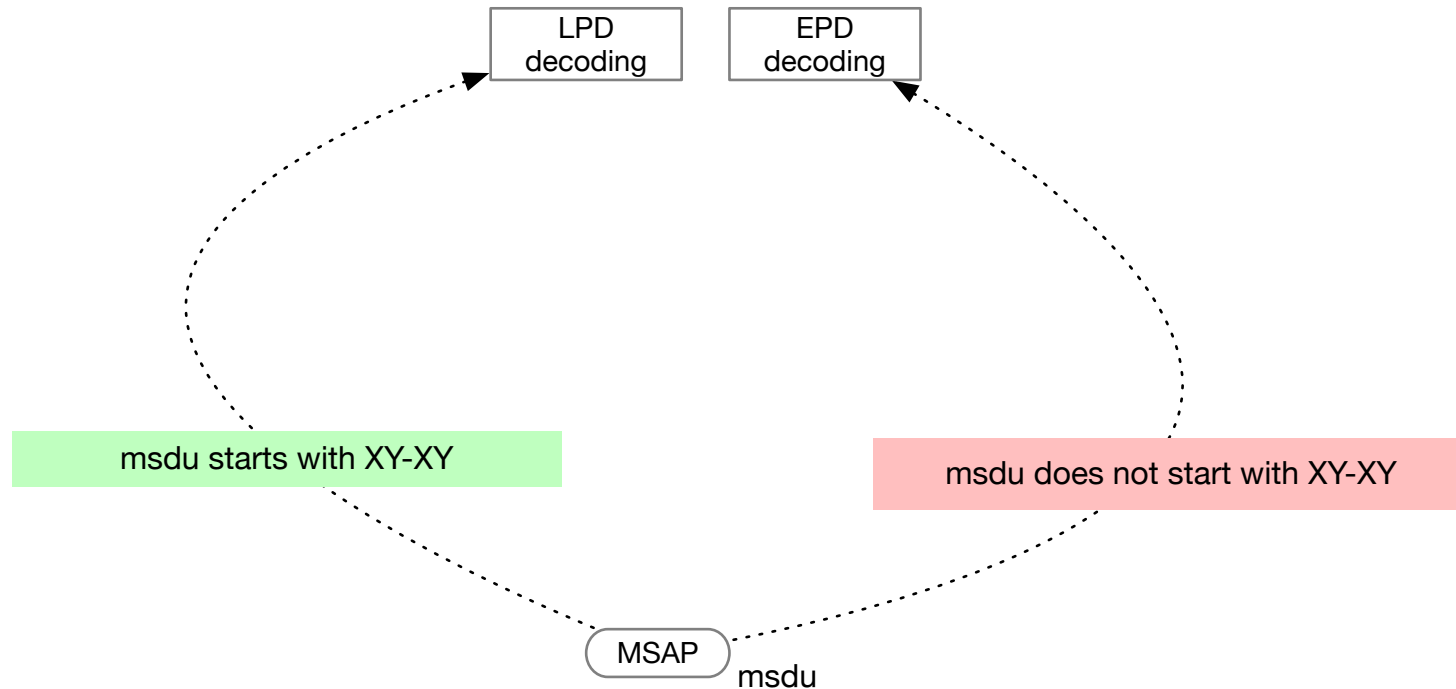 LPD
decoding
EPD
decoding
msdu starts with XY-XY
msdu does not start with XY-XY
MSAP
msdu